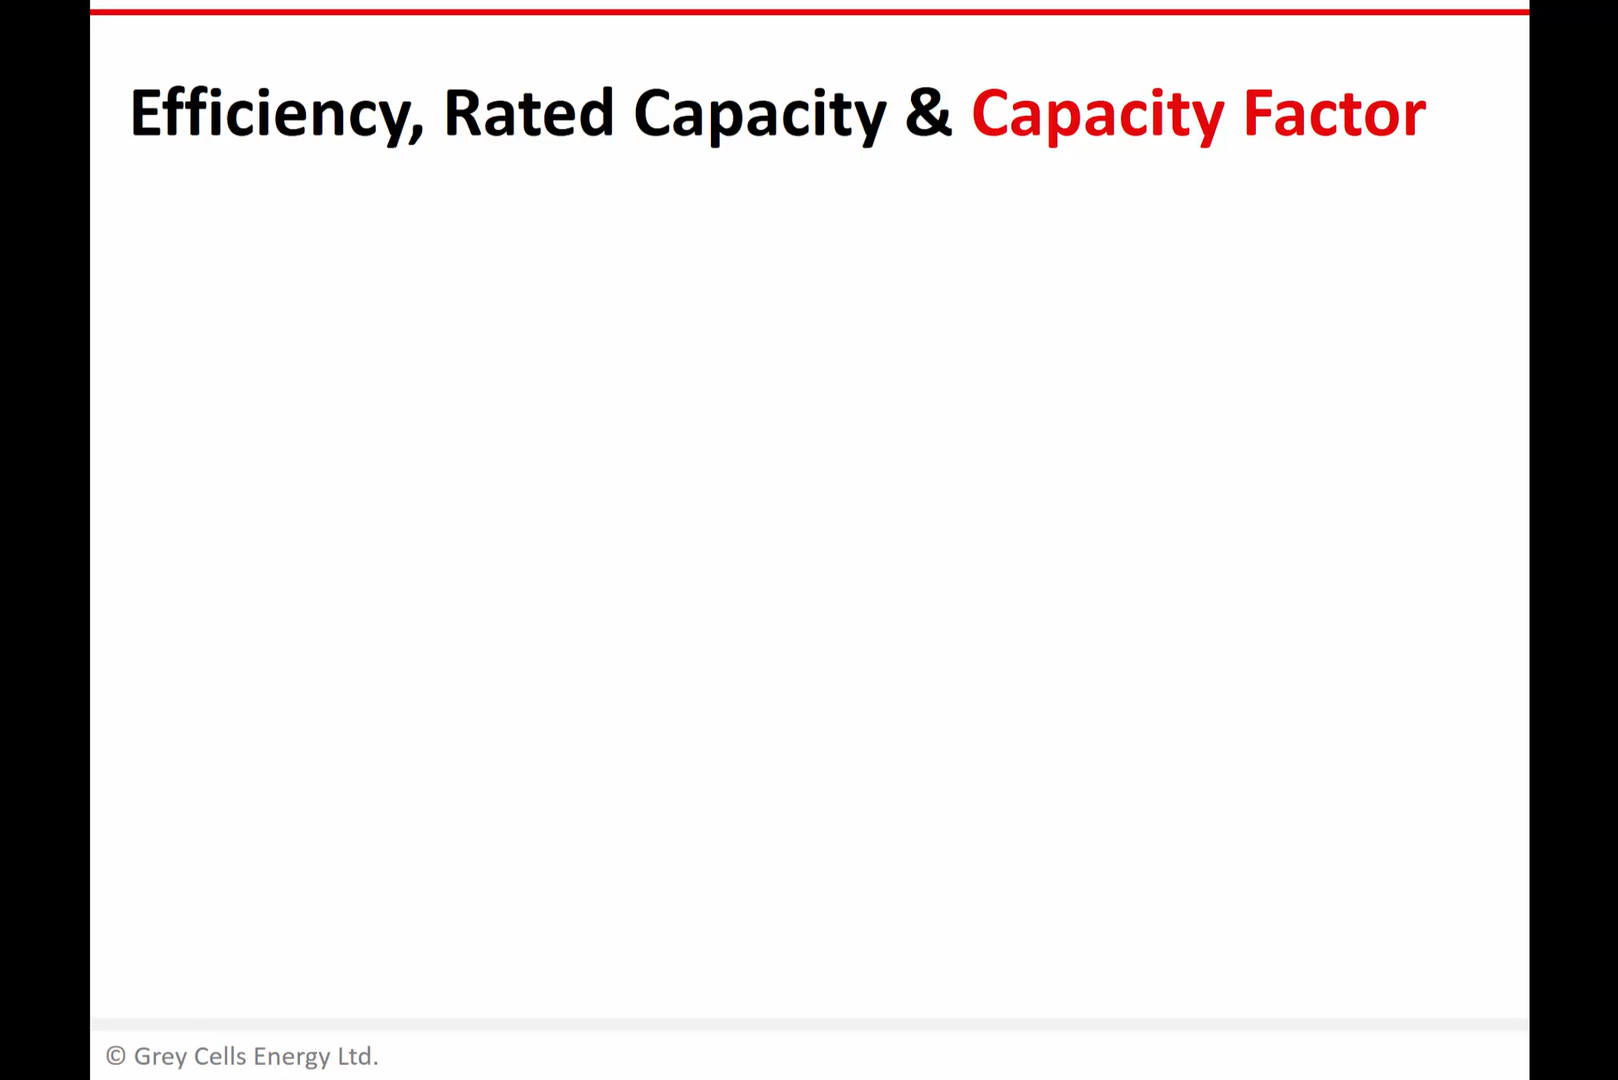 Efficiency, Rated Capacity & Capacity Factor
© Grey Cells Energy Ltd.